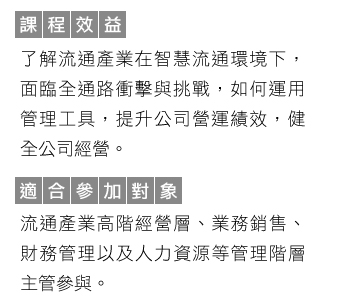 課程效益
了解流通產業在智慧流通環境下，
面臨全通路衝擊與挑戰，如何運用
管理工具，提升公司營運績效，健
全公司經營。
適合參加對象
流通產業高階經營層、業務銷售、
財務管理以及人力資源等管理階層
主管參與。